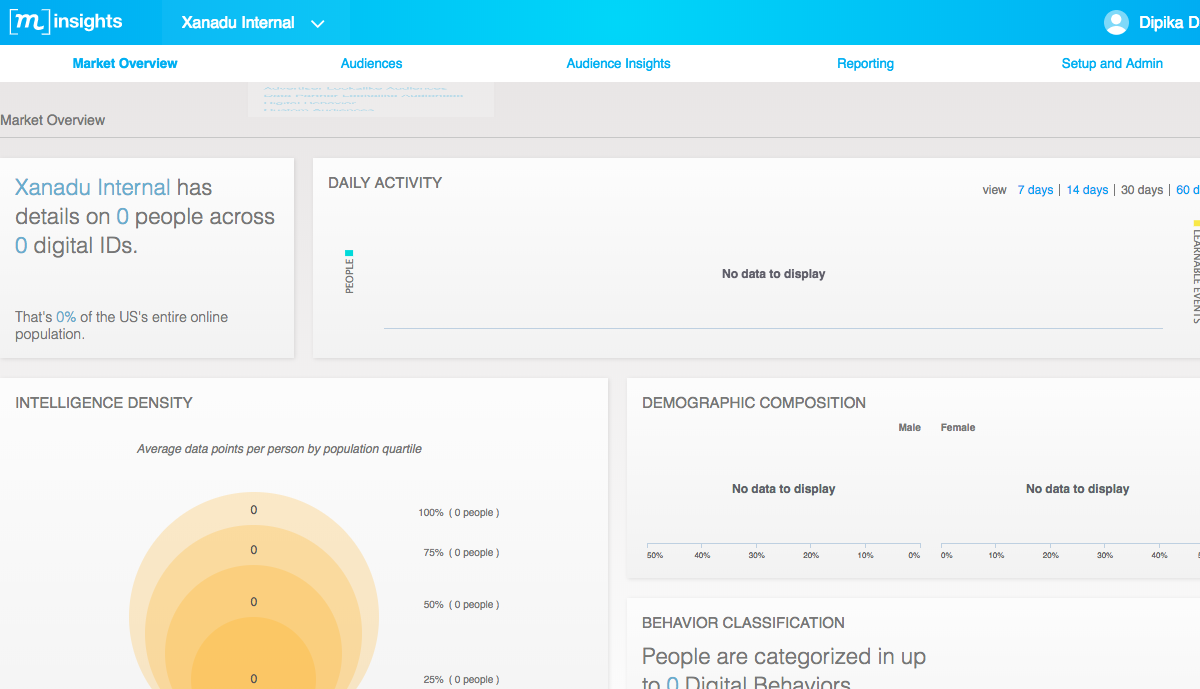 [m]insights
Xanadu Internal
Dipika D
Market Overview
Audiences
Audience Insights
Reporting
Setup and Admin
Market Overview
Xanadu Internal has
details on 0 people across
0 digital IDs.
That's 0% of the US's entire online
population.
DAILY ACTIVITY
view 7 days | 14 days | 30 days | 60 d
PEOPLE
No data to display
LEARNABLE EVENTS
INTELLIGENCE DENSITY
Average data points per person by population quartile
0
100% ( 0 people )
0
75% ( 0 people )
0
50% ( 0 people )
0
25% ( 0 people )
DEMOGRAPHIC COMPOSITION
Male Female
No data to display
No data to display
50% 40% 30% 20% 10% 0%
0% 10% 20% 30% 40%
BEHAVIOR CLASSIFICATION
People are categorized in up
to 0 Digital Behaviors